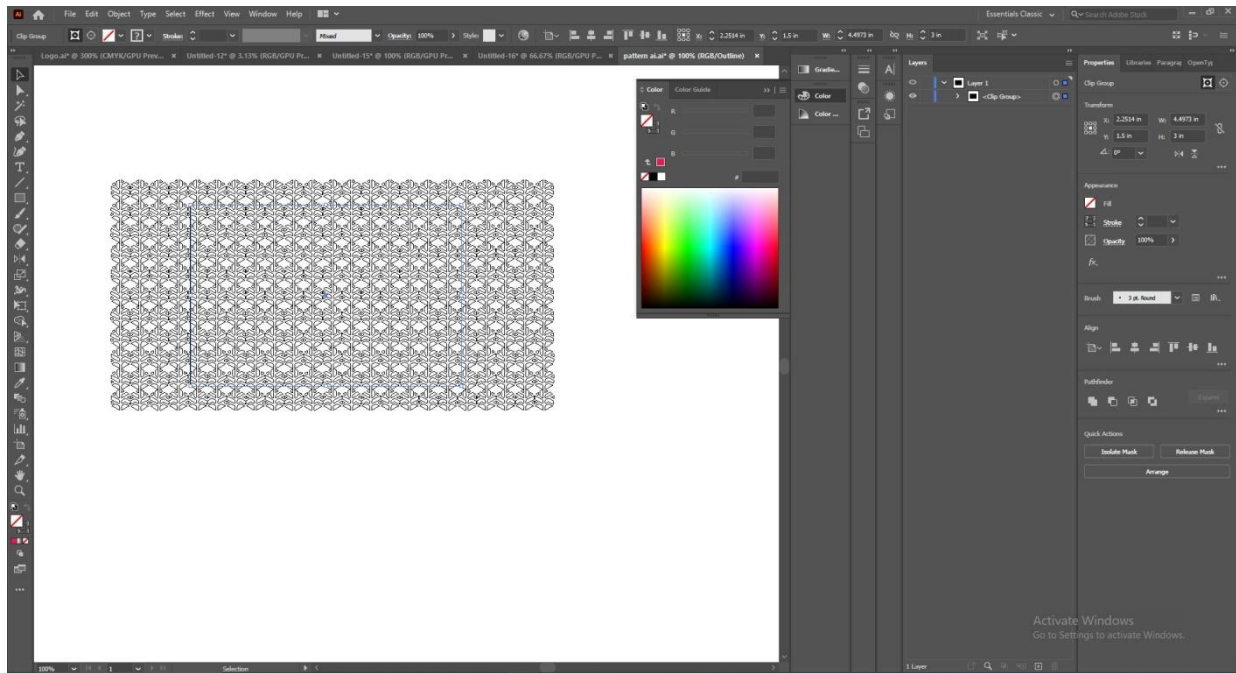 Ai File Edit Object Type Select Effect View Window Help Essentials Classic Search Adobe Stock
Clip Group Stroke: Mixed Opacity: 100% Style: X: 2.2514 in Y: 1.5 in W: 4.4973 in H: 3 in
Logo.ai* @ 300% (CMYK/GPU Prev... × Untitled-12* @ 3.13% (RGB/GPU Pr... × Untitled-15* @ 100% (RGB/GPU Pr... × Untitled-16* @ 66.67% (RGB/GPU P... × pattern ai.ai* @ 100% (RGB/Outline) ×
Color Color Guide
R
G
B
#
Gradie...
Color
Color ...
Layers
Layer 1
<Clip Group>
1 Layer
Properties Libraries Paragrap OpenTyp
Clip Group
Transform
X: 2.2514 in W: 4.4973 in
Y: 1.5 in H: 3 in
0°
Appearance
Fill
Stroke
Opacity 100%
fx.
Brush 3 pt. Round
Align
Pathfinder
Expand
Quick Actions
Isolate Mask Release Mask
Arrange
Activate Windows
Go to Settings to activate Windows.
100% 1 Selection